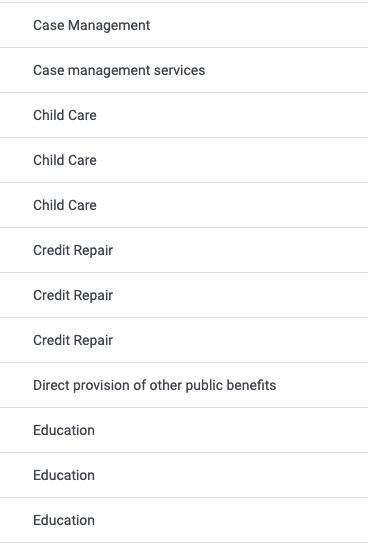 Case Management
Case management services
Child Care
Child Care
Child Care
Credit Repair
Credit Repair
Credit Repair
Direct provision of other public benefits
Education
Education
Education